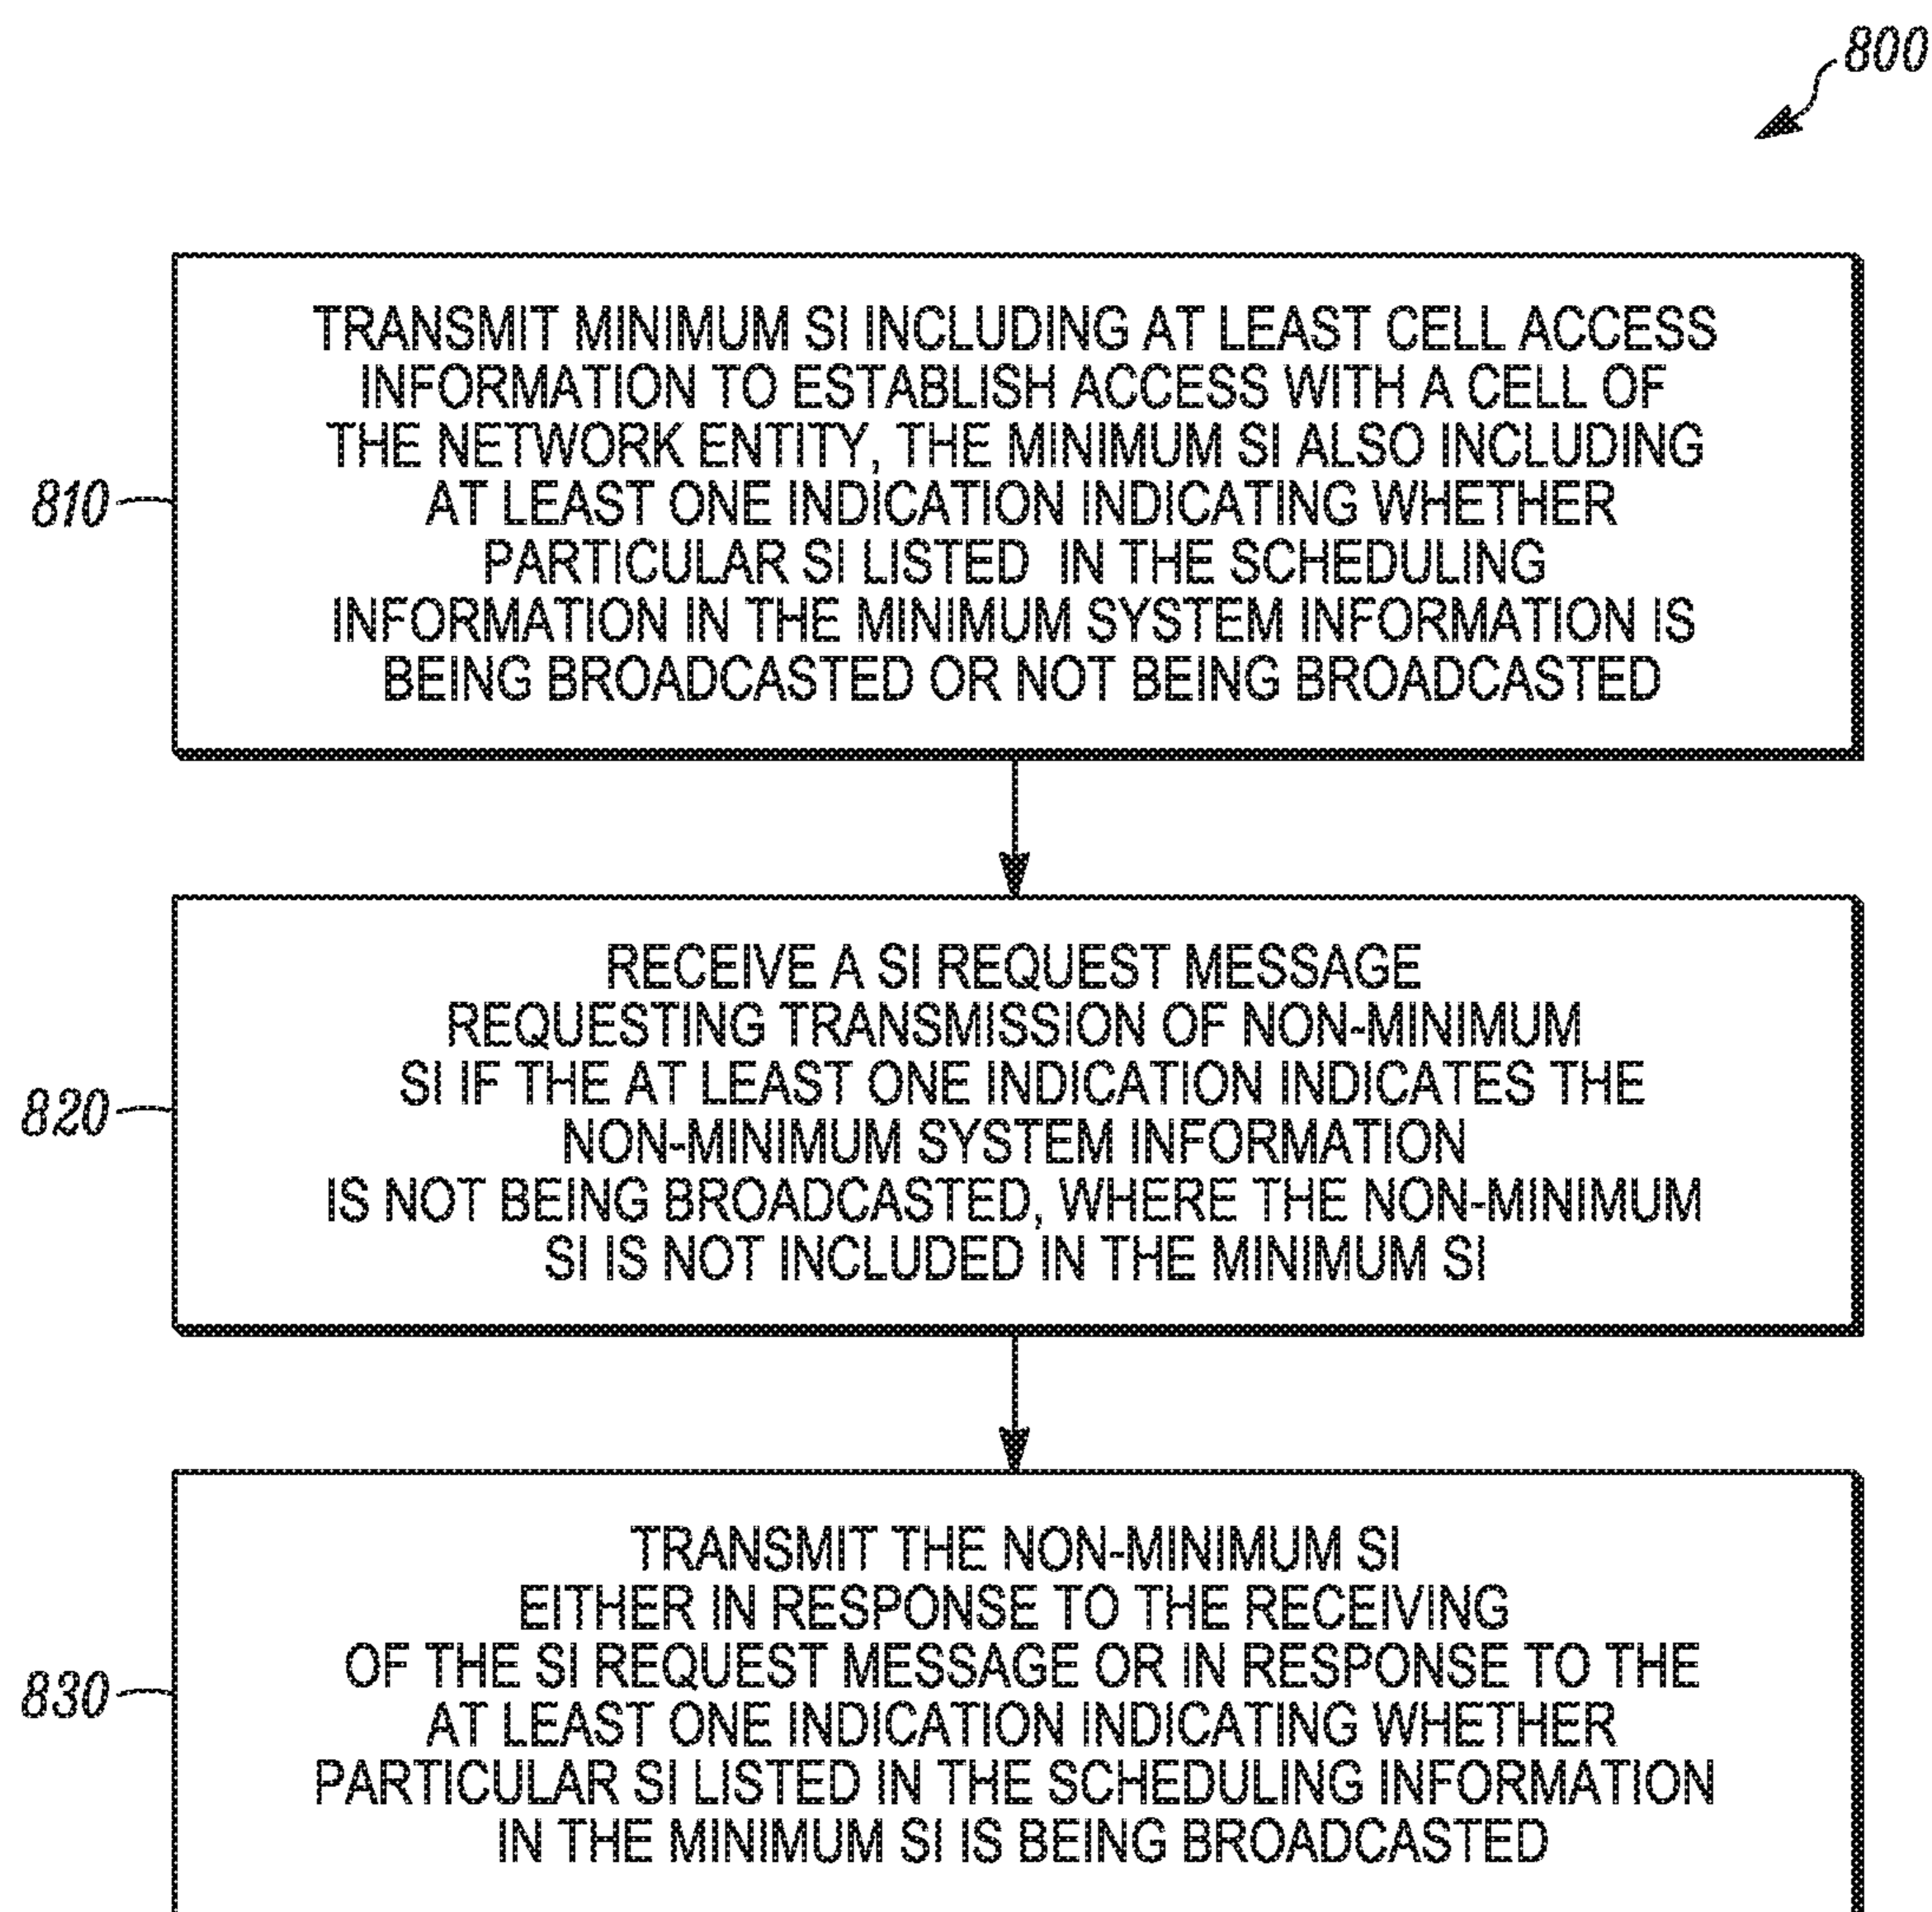 800
TRANSMIT MINIMUM SI INCLUDING AT LEAST CELL ACCESS
INFORMATION TO ESTABLISH ACCESS WITH A CELL OF
THE NETWORK ENTITY, THE MINIMUM SI ALSO INCLUDING
810
AT LEAST ONE INDICATION INDICATING WHETHER
PARTICULAR SI LISTED IN THE SCHEDULING
INFORMATION IN THE MINIMUM SYSTEM INFORMATION IS
BEING BROADCASTED OR NOT BEING BROADCASTED
RECEIVE A SI REQUEST MESSAGE
REQUESTING TRANSMISSION OF NON-MINIMUM
SI IF THE AT LEAST ONE INDICATION INDICATES THE
820
NON-MINIMUM SYSTEM INFORMATION
IS NOT BEING BROADCASTED, WHERE THE NON-MINIMUM
SI IS NOT INCLUDED IN THE MINIMUM SI
TRANSMIT THE NON-MINIMUM SI
EITHER IN RESPONSE TO THE RECEIVING
OF THE SI REQUEST MESSAGE OR IN RESPONSE TO THE
830
AT LEAST ONE INDICATION INDICATING WHETHER
PARTICULAR SI LISTED IN THE SCHEDULING INFORMATION
IN THE MINIMUM SI IS BEING BROADCASTED